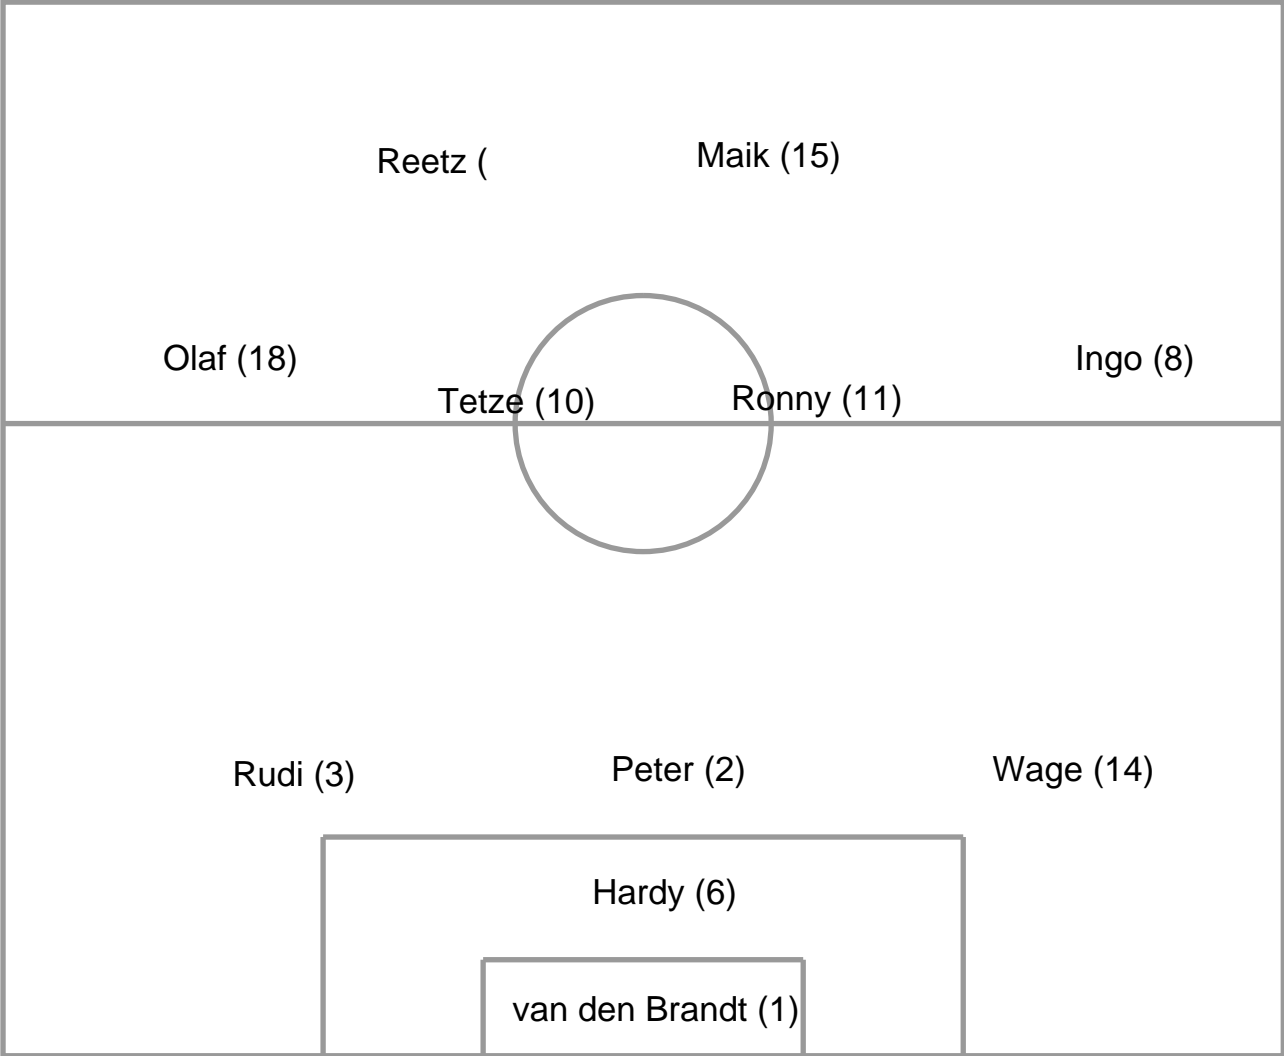 Reetz (
Maik (15)
Olaf (18)
Ingo (8)
Tetze (10)
Ronny (11)
Rudi (3)
Peter (2)
Wage (14)
Hardy (6)
van den Brandt (1)